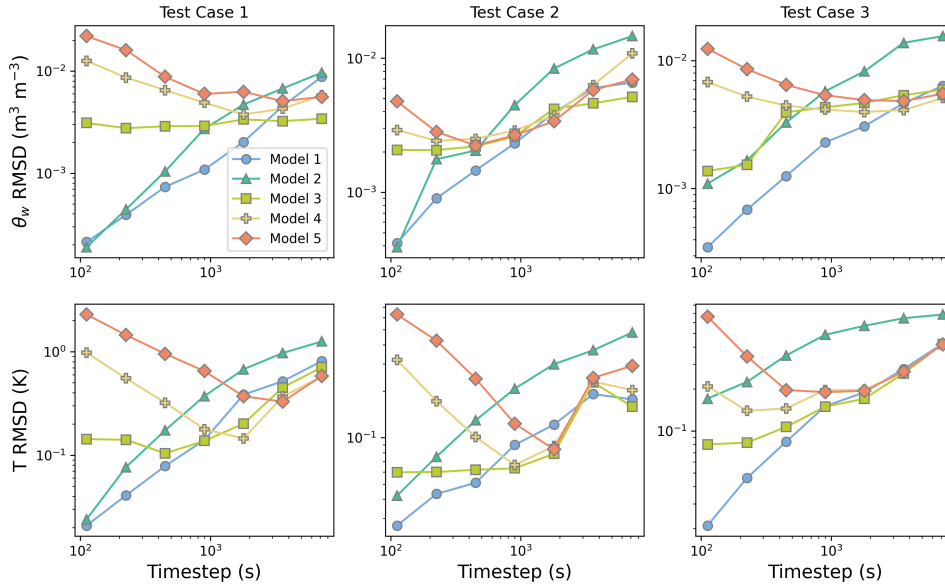 Test Case 1
Test Case 2
Test Case 3
θw RMSD (m³ m⁻³)
10⁻²
10⁻³
10²
10³
Model 1
Model 2
Model 3
Model 4
Model 5
10⁻²
10⁻³
10²
10³
10⁻²
10⁻³
10²
10³
T RMSD (K)
10⁰
10⁻¹
10²
10³
Timestep (s)
10⁻¹
10²
10³
Timestep (s)
10⁻¹
10²
10³
Timestep (s)